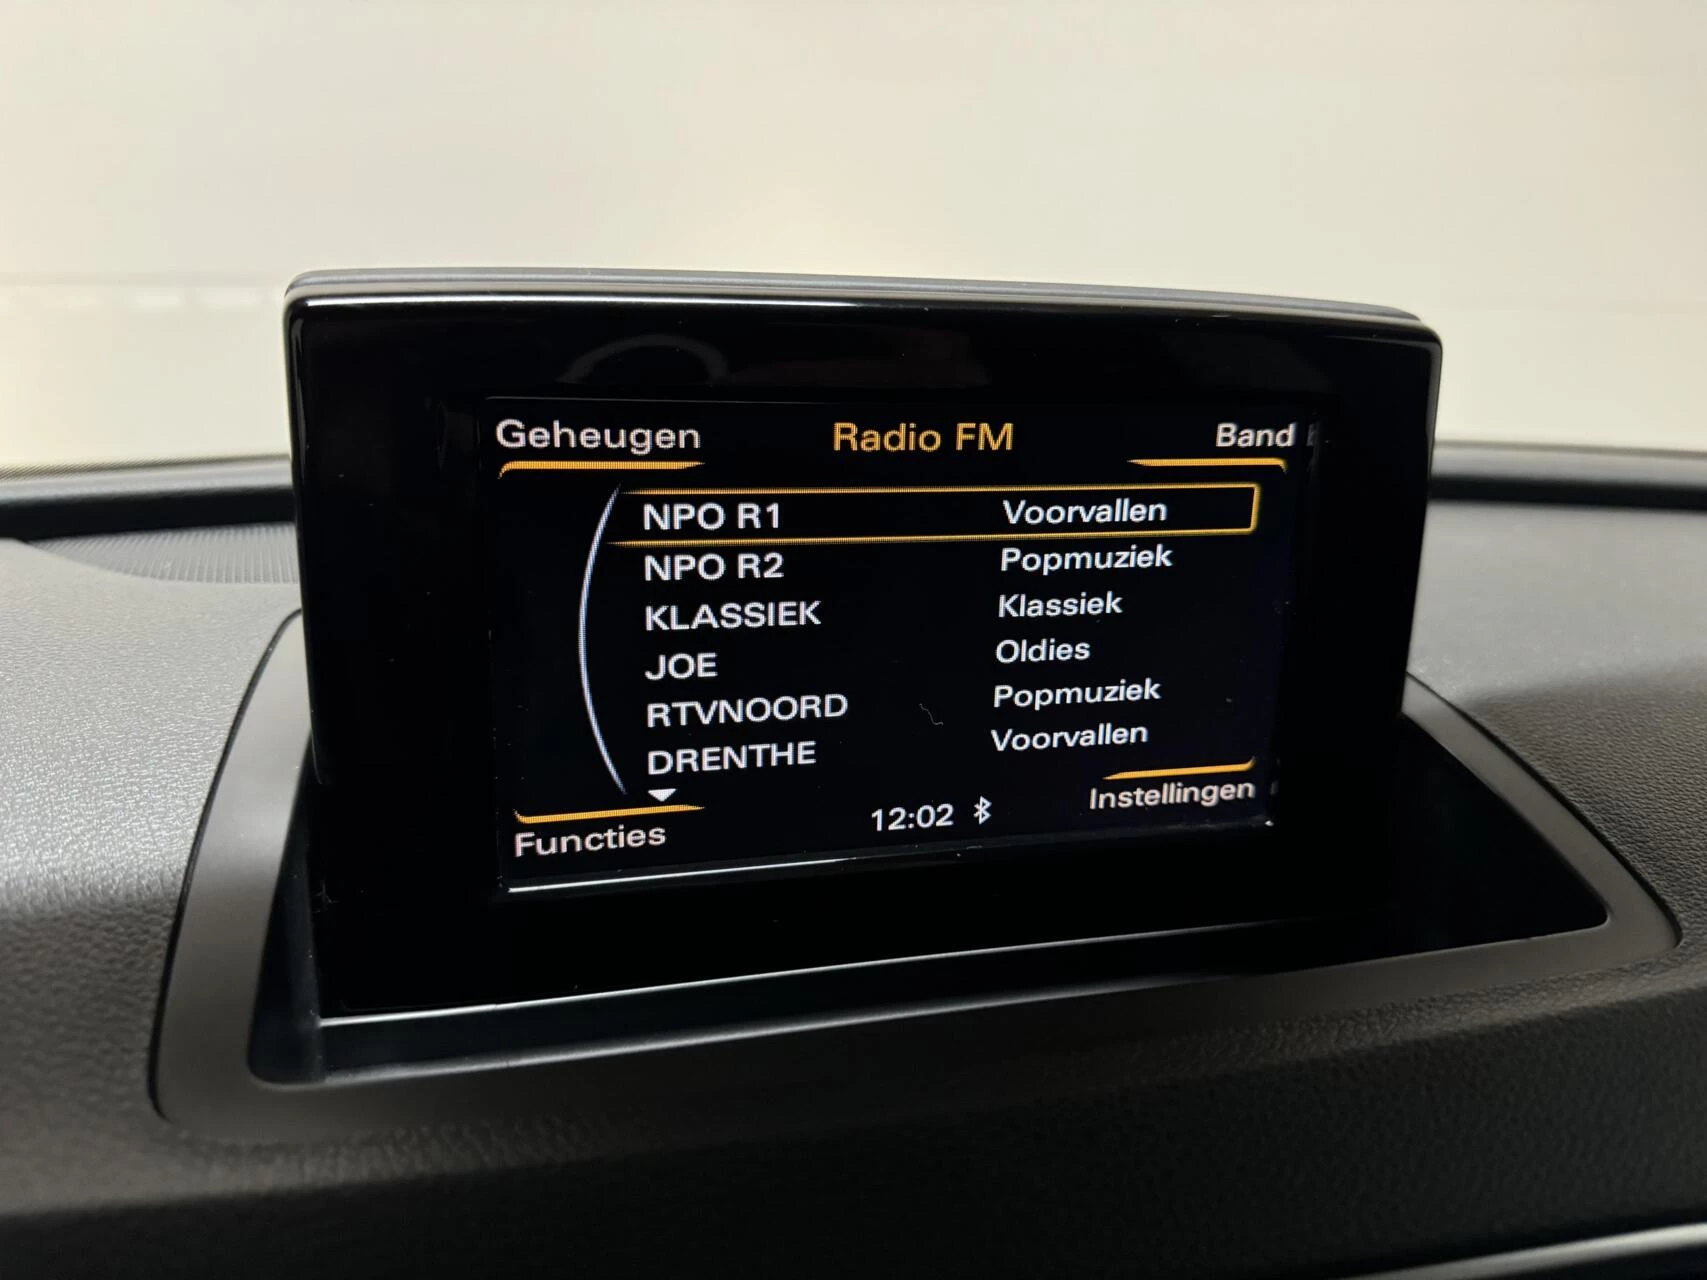 Geheugen Radio FM Band
NPO R1 Voorvallen
NPO R2 Popmuziek
KLASSIEK Klassiek
JOE Oldies
RTVNOORD Popmuziek
DRENTHE Voorvallen
Functies 12:02 Instellingen